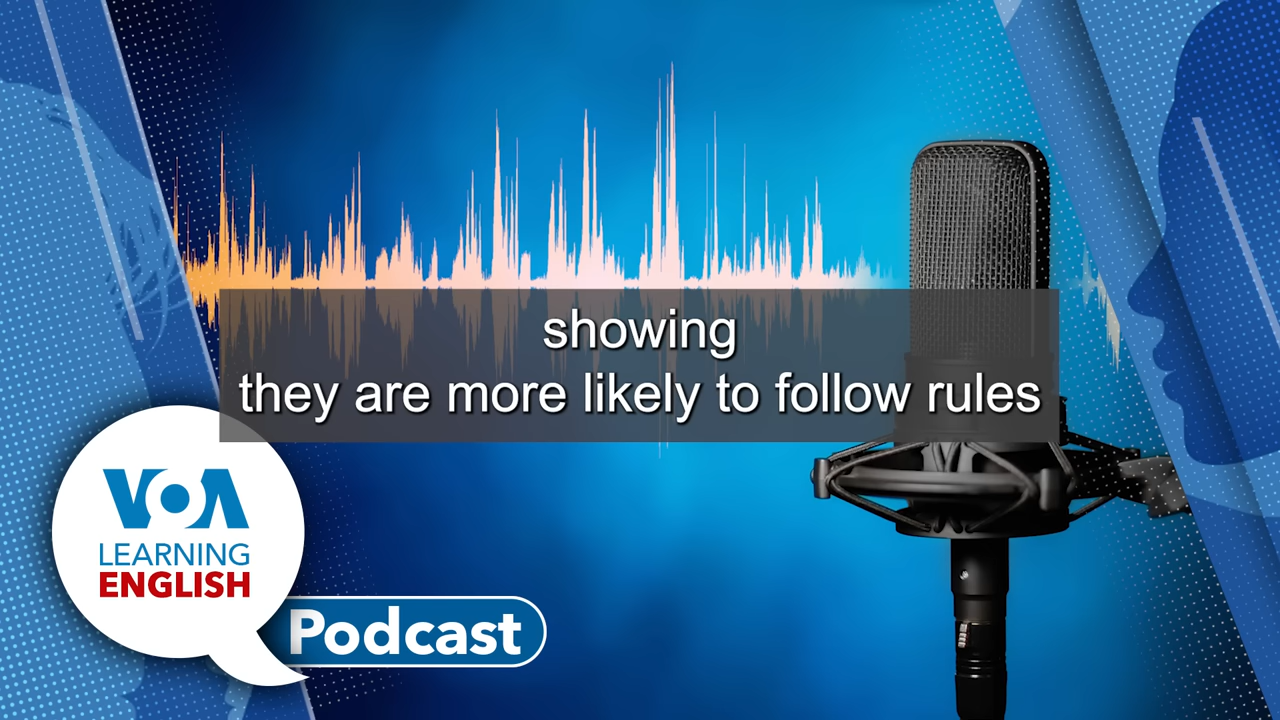 showing
they are more likely to follow rules
VOA
LEARNING
ENGLISH
Podcast